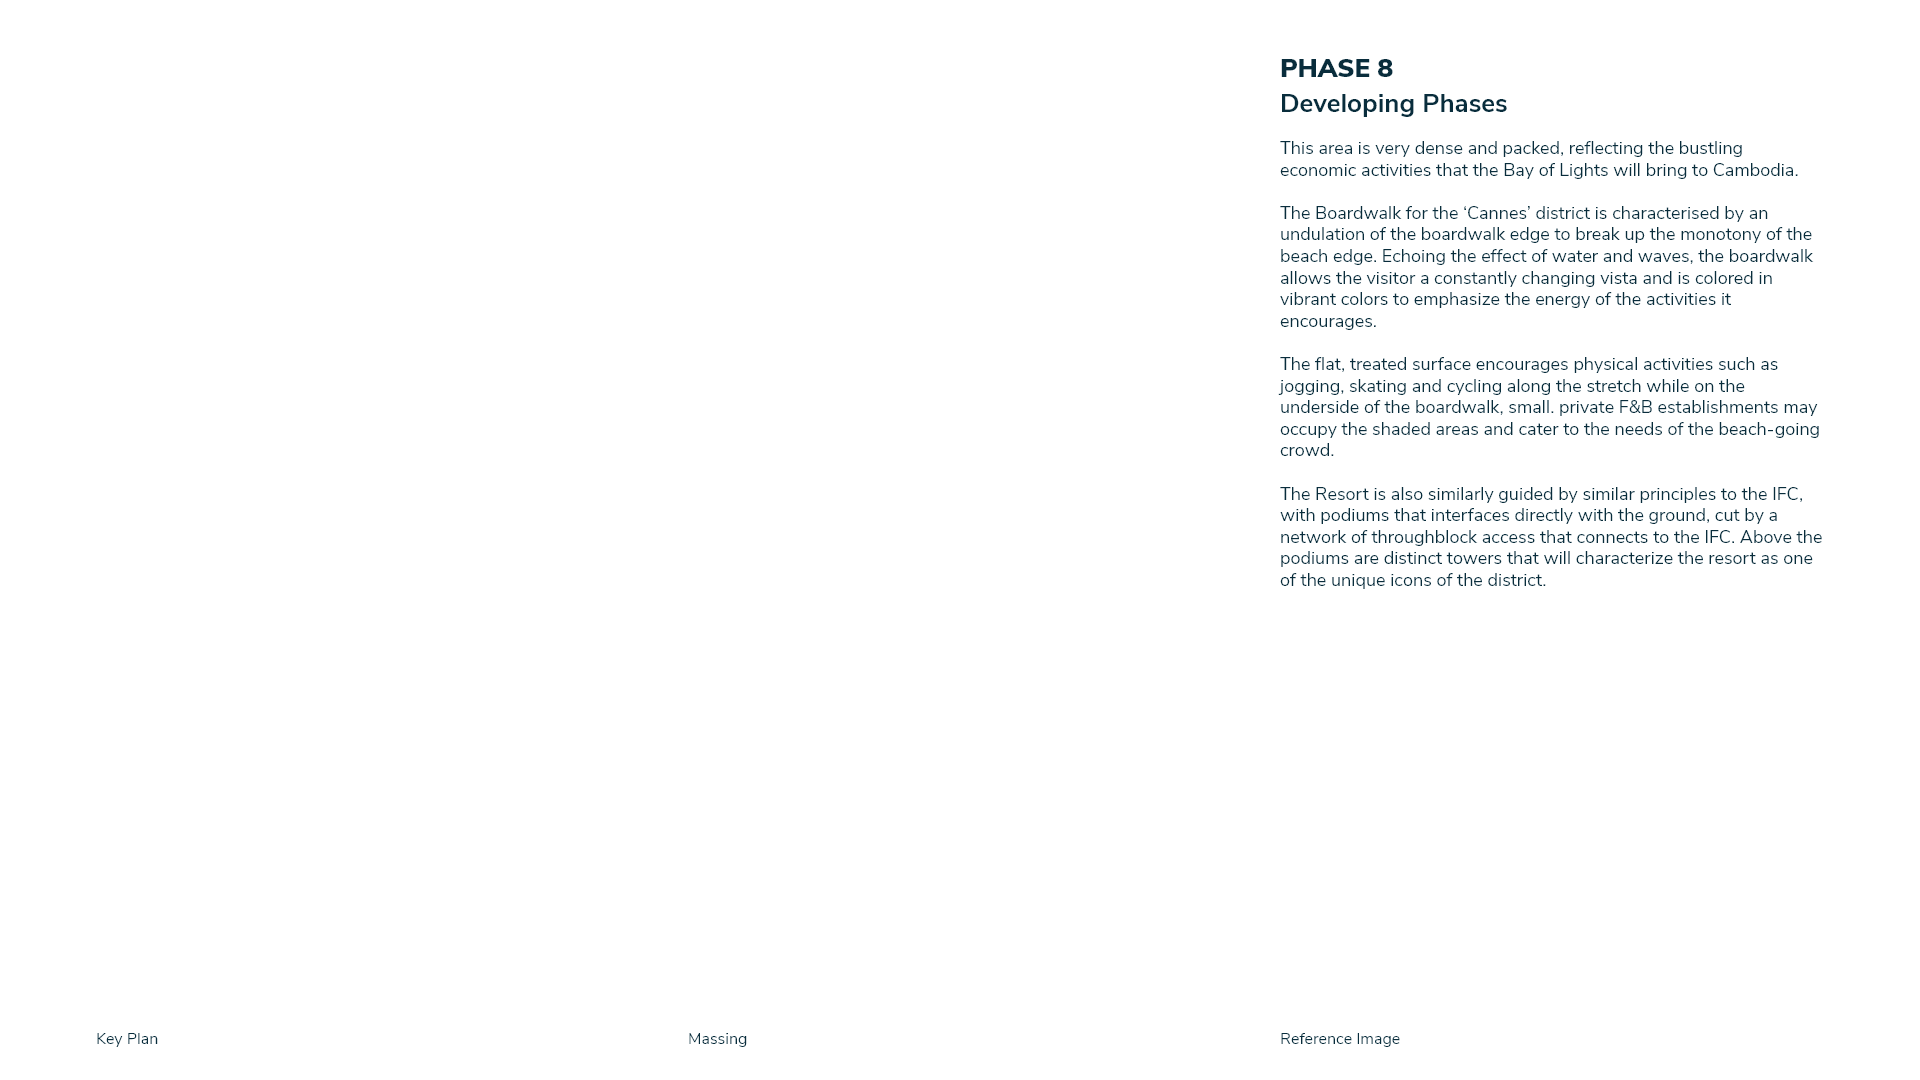 PHASE 8
Developing Phases
This area is very dense and packed, reflecting the bustling
economic activities that the Bay of Lights will bring to Cambodia.
The Boardwalk for the ‘Cannes’ district is characterised by an
undulation of the boardwalk edge to break up the monotony of the
beach edge. Echoing the effect of water and waves, the boardwalk
allows the visitor a constantly changing vista and is colored in
vibrant colors to emphasize the energy of the activities it
encourages.
The flat, treated surface encourages physical activities such as
jogging, skating and cycling along the stretch while on the
underside of the boardwalk, small. private F&B establishments may
occupy the shaded areas and cater to the needs of the beach-going
crowd.
The Resort is also similarly guided by similar principles to the IFC,
with podiums that interfaces directly with the ground, cut by a
network of throughblock access that connects to the IFC. Above the
podiums are distinct towers that will characterize the resort as one
of the unique icons of the district.
Key Plan
Massing
Reference Image